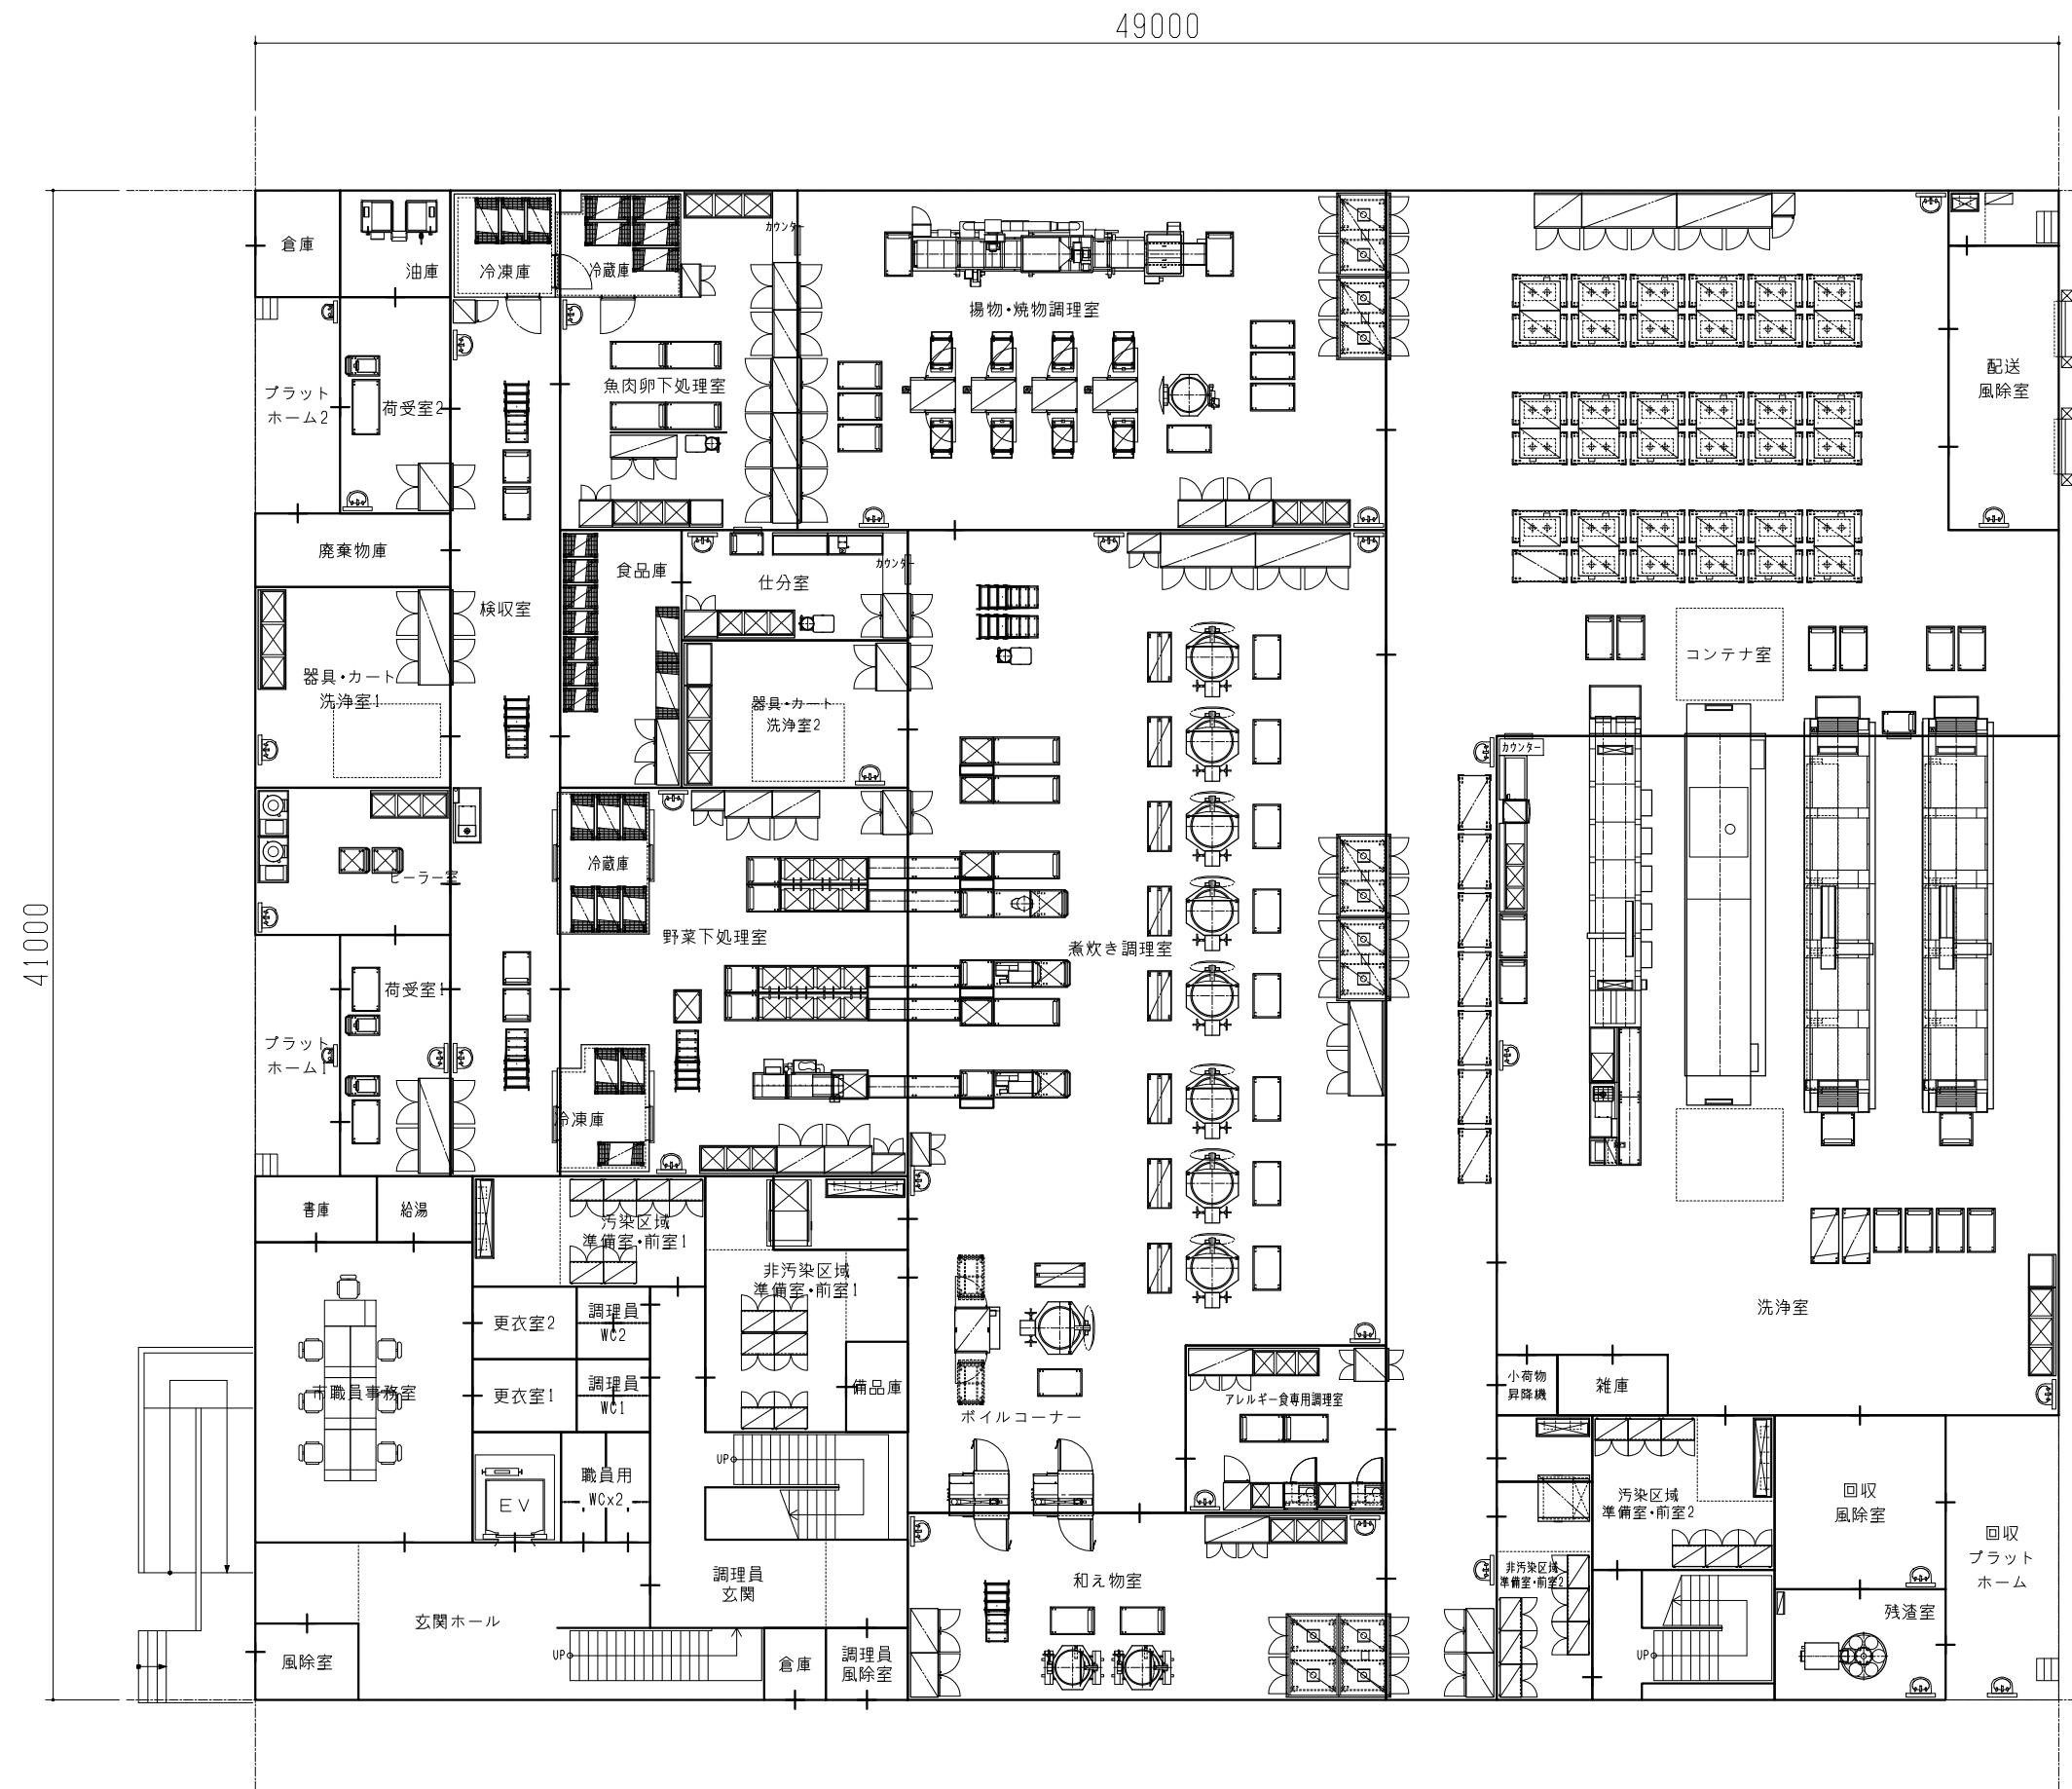 49000
41000
倉庫
油庫
冷凍庫
冷蔵庫
カウンター
揚物・焼物調理室
プラット
ホーム2
荷受室2
魚肉卵下処理室
配送
風除室
廃棄物庫
検収室
食品庫
仕分室
カウンター
器具・カート
洗浄室1
器具・カート
洗浄室2
コンテナ室
カウンター
ピーラー室
冷蔵庫
野菜下処理室
煮炊き調理室
プラット
ホーム1
荷受室1
冷凍庫
書庫
給湯
汚染区域
準備室・前室1
非汚染区域
準備室・前室1
更衣室2
調理員
WC2
更衣室1
調理員
WC1
市職員事務室
備品庫
ボイルコーナー
アレルギー食専用調理室
洗浄室
小荷物
昇降機
雑庫
EV
職員用
WCx2
UP
汚染区域
準備室・前室2
非汚染区域
準備室・前室2
回収
風除室
回収
プラット
ホーム
調理員
玄関
和え物室
玄関ホール
風除室
UP
倉庫
調理員
風除室
UP
残渣室